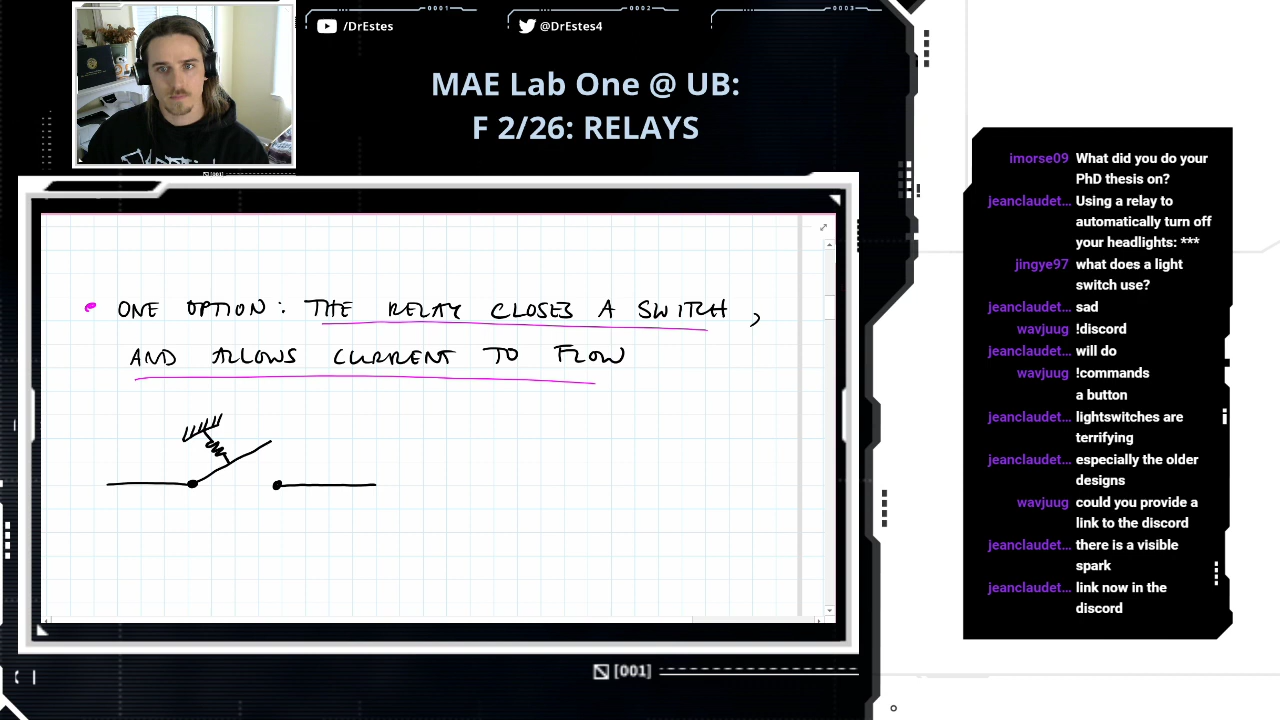 0001
0002
0003
/DrEstes
@DrEstes4
MAE Lab One @ UB:
F 2/26: RELAYS
[001]
• ONE OPTION: THE RELAY CLOSES A SWITCH,
AND ALLOWS CURRENT TO FLOW
[001]
imorse09 What did you do your
PhD thesis on?
jeanclaudet... Using a relay to
automatically turn off
your headlights: ***
jingye97 what does a light
switch use?
jeanclaudet... sad
wavjuug !discord
jeanclaudet... will do
wavjuug !commands
a button
jeanclaudet... lightswitches are
terrifying
jeanclaudet... especially the older
designs
wavjuug could you provide a
link to the discord
jeanclaudet... there is a visible
spark
jeanclaudet... link now in the
discord